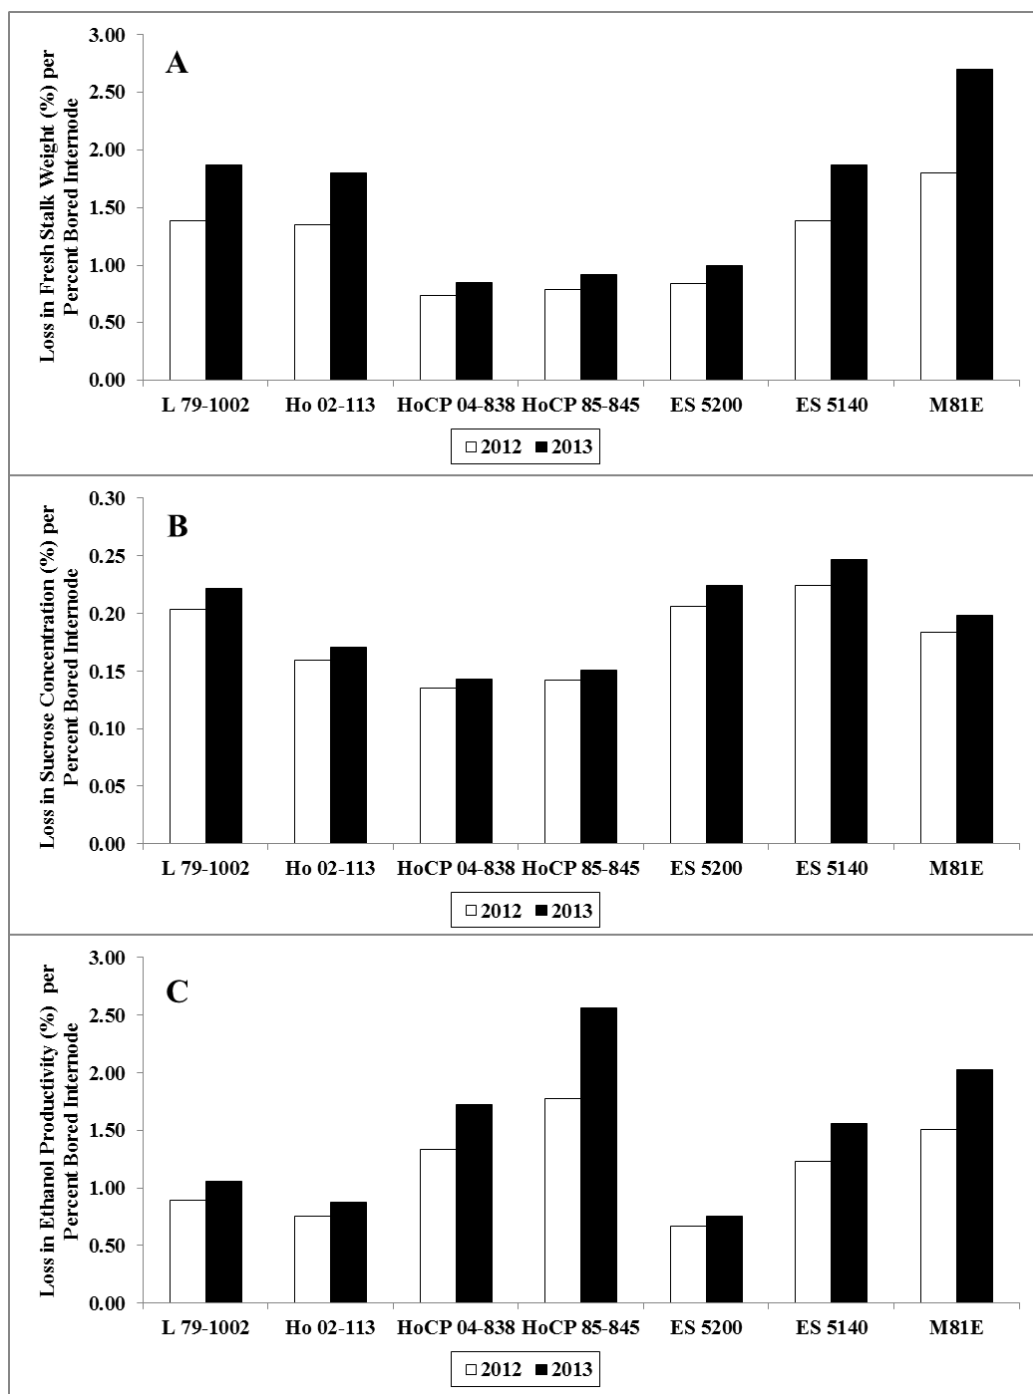 A
Loss in Fresh Stalk Weight (%) per
Percent Bored Internode
3.00
2.50
2.00
1.50
1.00
0.50
0.00
L 79-1002 Ho 02-113 HoCP 04-838 HoCP 85-845 ES 5200 ES 5140 M81E
2012 2013
B
Loss in Sucrose Concentration (%) per
Percent Bored Internode
0.30
0.25
0.20
0.15
0.10
0.05
0.00
L 79-1002 Ho 02-113 HoCP 04-838 HoCP 85-845 ES 5200 ES 5140 M81E
2012 2013
C
Loss in Ethanol Productivity (%) per
Percent Bored Internode
3.00
2.50
2.00
1.50
1.00
0.50
0.00
L 79-1002 Ho 02-113 HoCP 04-838 HoCP 85-845 ES 5200 ES 5140 M81E
2012 2013